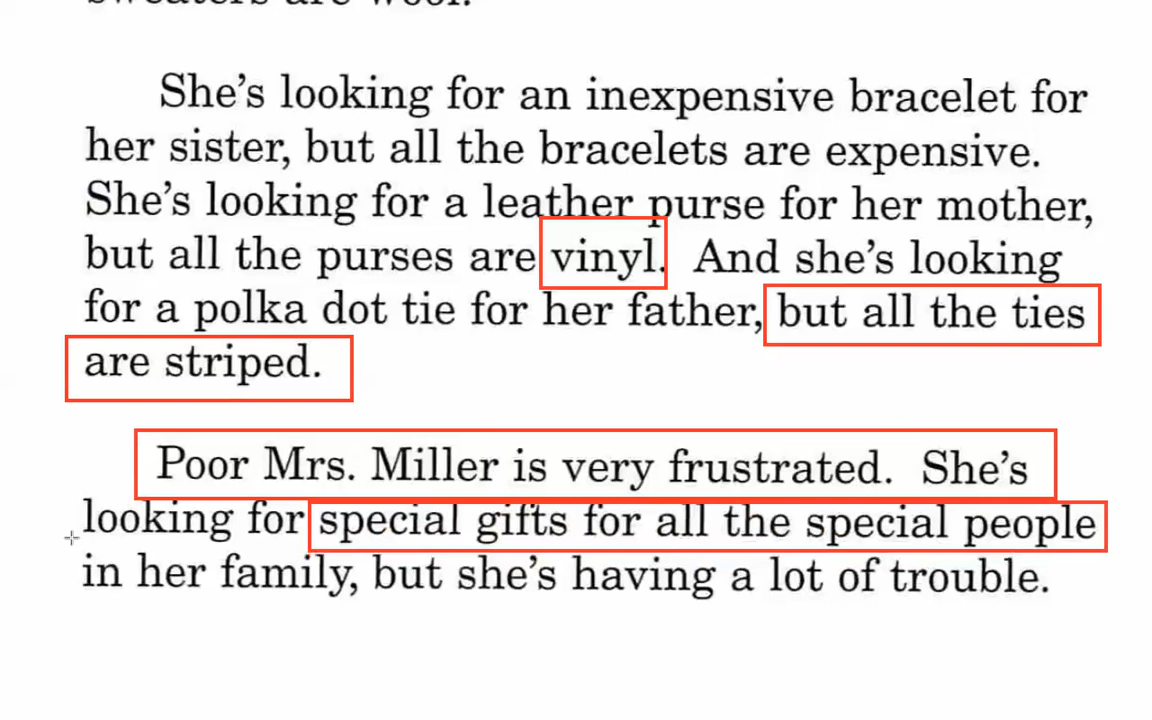 sweaters are wool.
She's looking for an inexpensive bracelet for
her sister, but all the bracelets are expensive.
She's looking for a leather purse for her mother,
but all the purses are vinyl. And she's looking
for a polka dot tie for her father, but all the ties
are striped.
Poor Mrs. Miller is very frustrated. She's
looking for special gifts for all the special people
in her family, but she's having a lot of trouble.